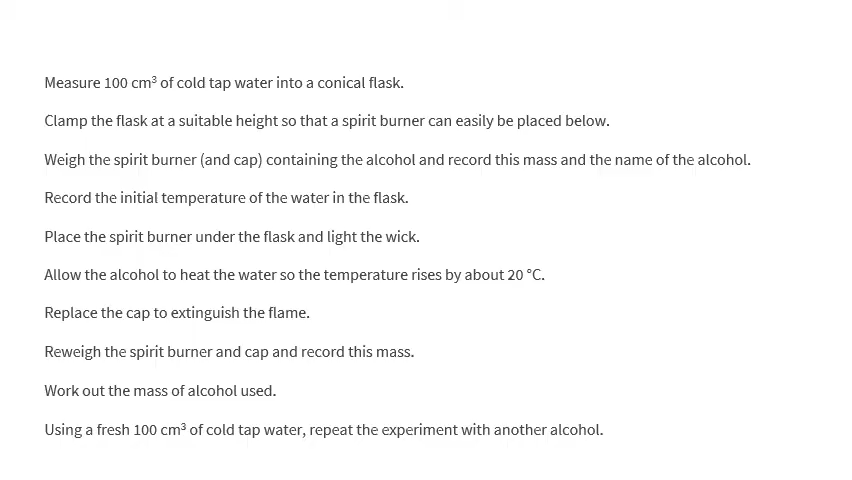 Measure 100 cm³ of cold tap water into a conical flask.
Clamp the flask at a suitable height so that a spirit burner can easily be placed below.
Weigh the spirit burner (and cap) containing the alcohol and record this mass and the name of the alcohol.
Record the initial temperature of the water in the flask.
Place the spirit burner under the flask and light the wick.
Allow the alcohol to heat the water so the temperature rises by about 20 °C.
Replace the cap to extinguish the flame.
Reweigh the spirit burner and cap and record this mass.
Work out the mass of alcohol used.
Using a fresh 100 cm³ of cold tap water, repeat the experiment with another alcohol.